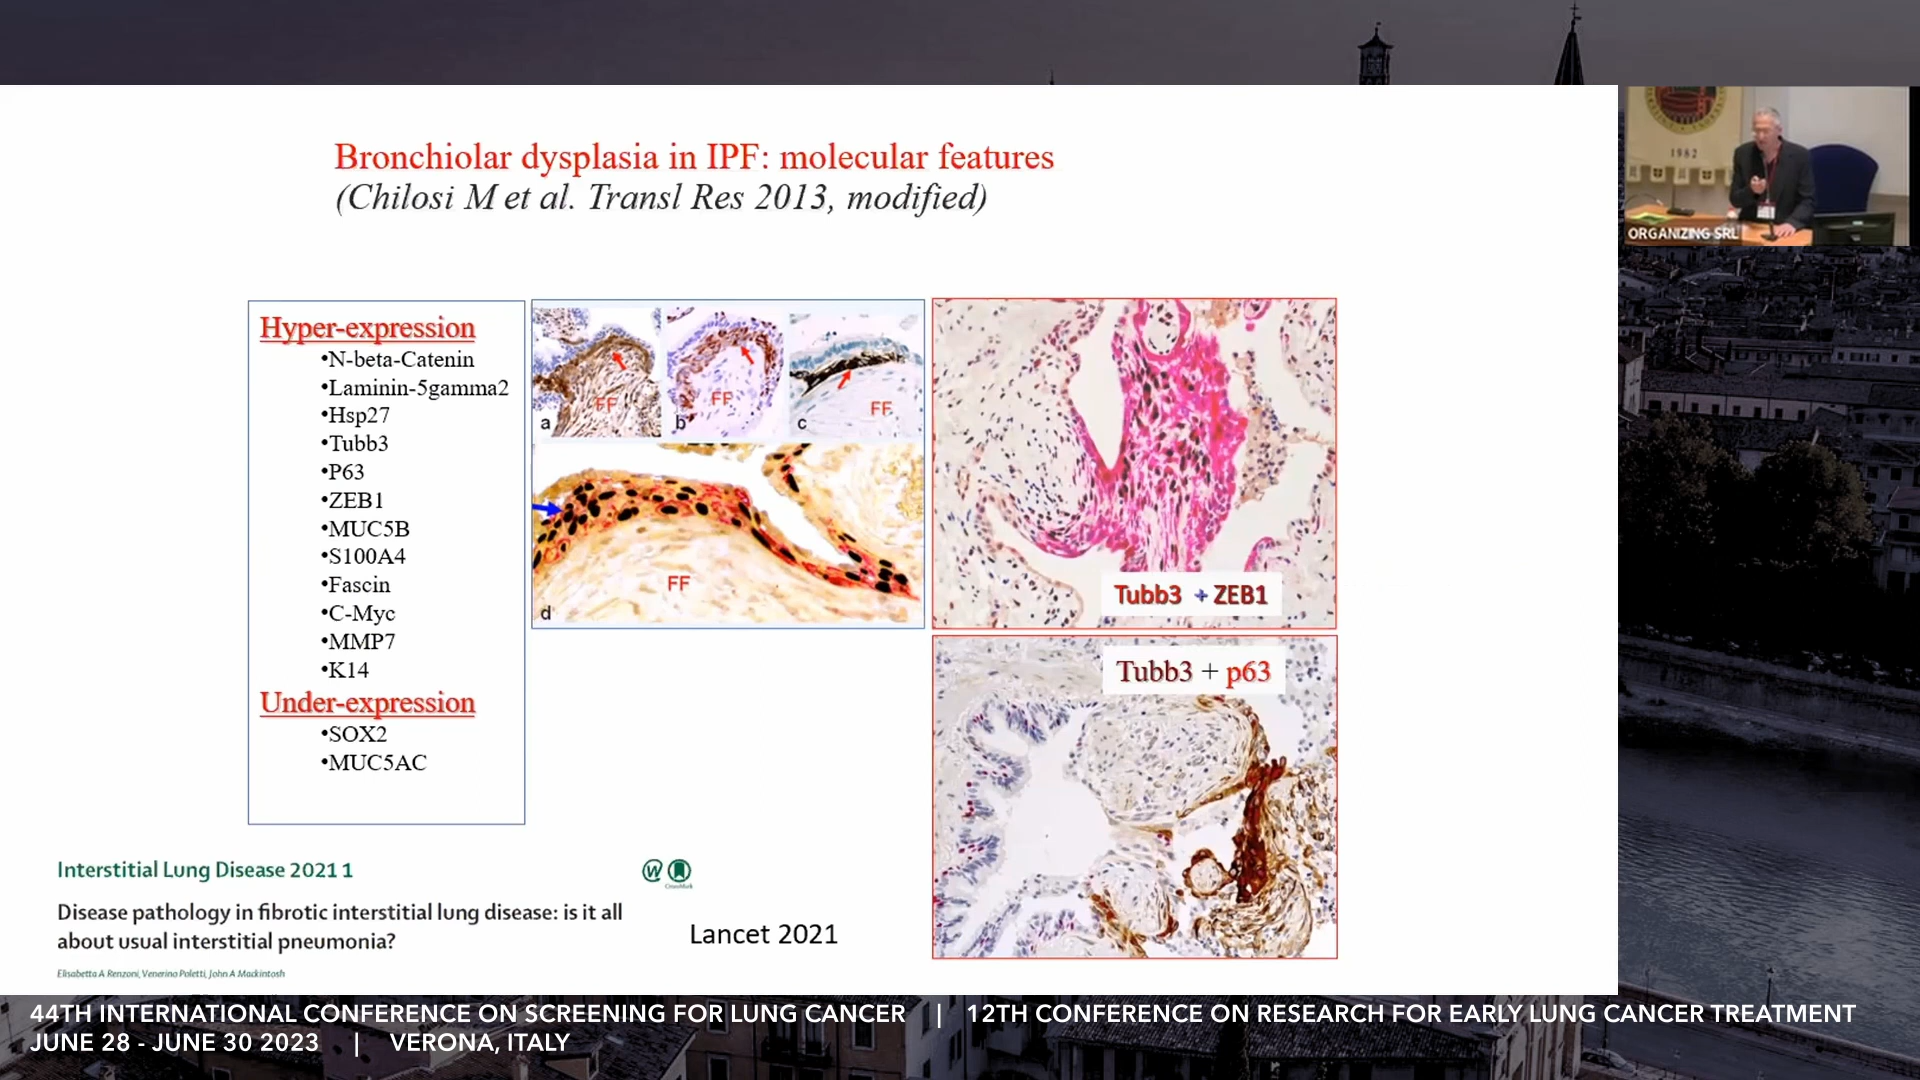 Bronchiolar dysplasia in IPF: molecular features
(Chilosi M et al. Transl Res 2013, modified)
1982
ORGANIZING SRL
Hyper-expression
•N-beta-Catenin
•Laminin-5gamma2
•Hsp27
•Tubb3
•P63
•ZEB1
•MUC5B
•S100A4
•Fascin
•C-Myc
•MMP7
•K14
Under-expression
•SOX2
•MUC5AC
FF
a
FF
b
FF
c
FF
d
Tubb3 + ZEB1
Tubb3 + p63
Interstitial Lung Disease 2021 1
W
CrossMark
Disease pathology in fibrotic interstitial lung disease: is it all
about usual interstitial pneumonia?
Lancet 2021
Elisabetta A Renzoni, Venerino Poletti, John A Mackintosh
44TH INTERNATIONAL CONFERENCE ON SCREENING FOR LUNG CANCER | 12TH CONFERENCE ON RESEARCH FOR EARLY LUNG CANCER TREATMENT
JUNE 28 - JUNE 30 2023 | VERONA, ITALY